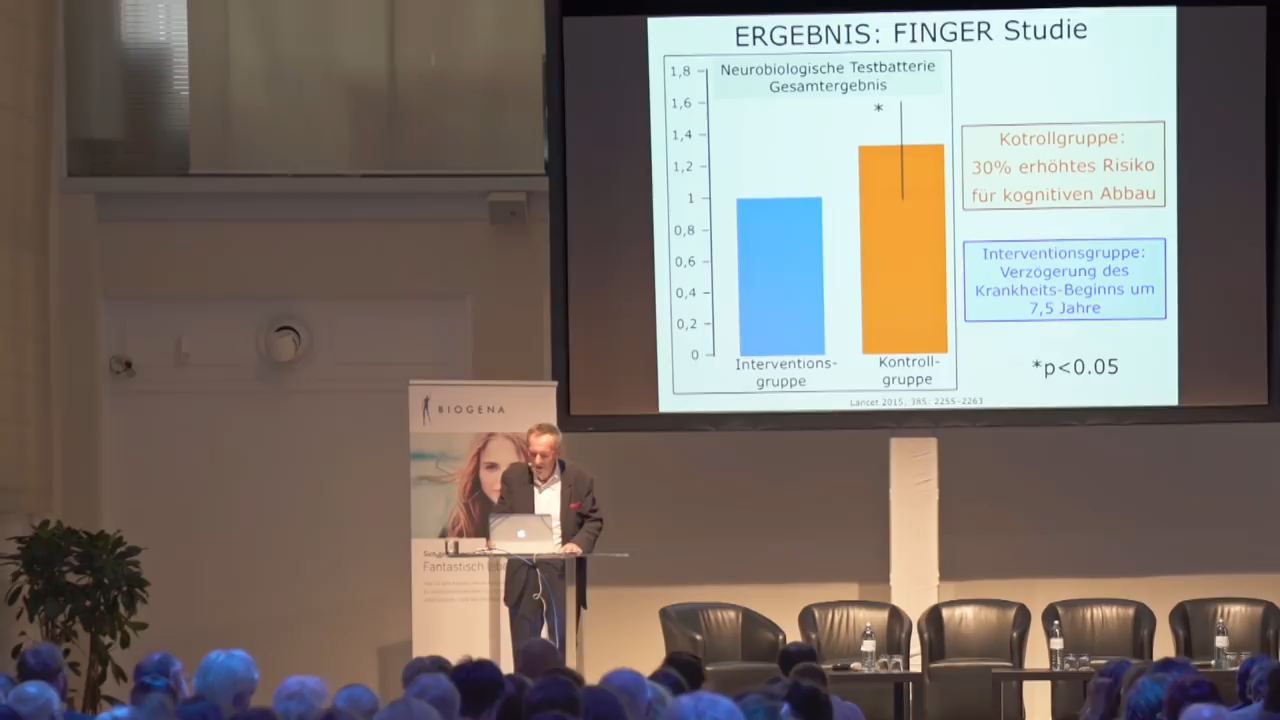 ERGEBNIS: FINGER Studie
Neurobiologische Testbatterie
Gesamtergebnis
1,8
1,6
1,4
1,2
1
0,8
0,6
0,4
0,2
0
*
Interventions-
gruppe
Kontroll-
gruppe
Kotrollgruppe:
30% erhöhtes Risiko
für kognitiven Abbau
Interventionsgruppe:
Verzögerung des
Krankheits-Beginns um
7,5 Jahre
*p<0.05
Lancet 2015, 385: 2255-2263
BIOGENA
Fantastisch